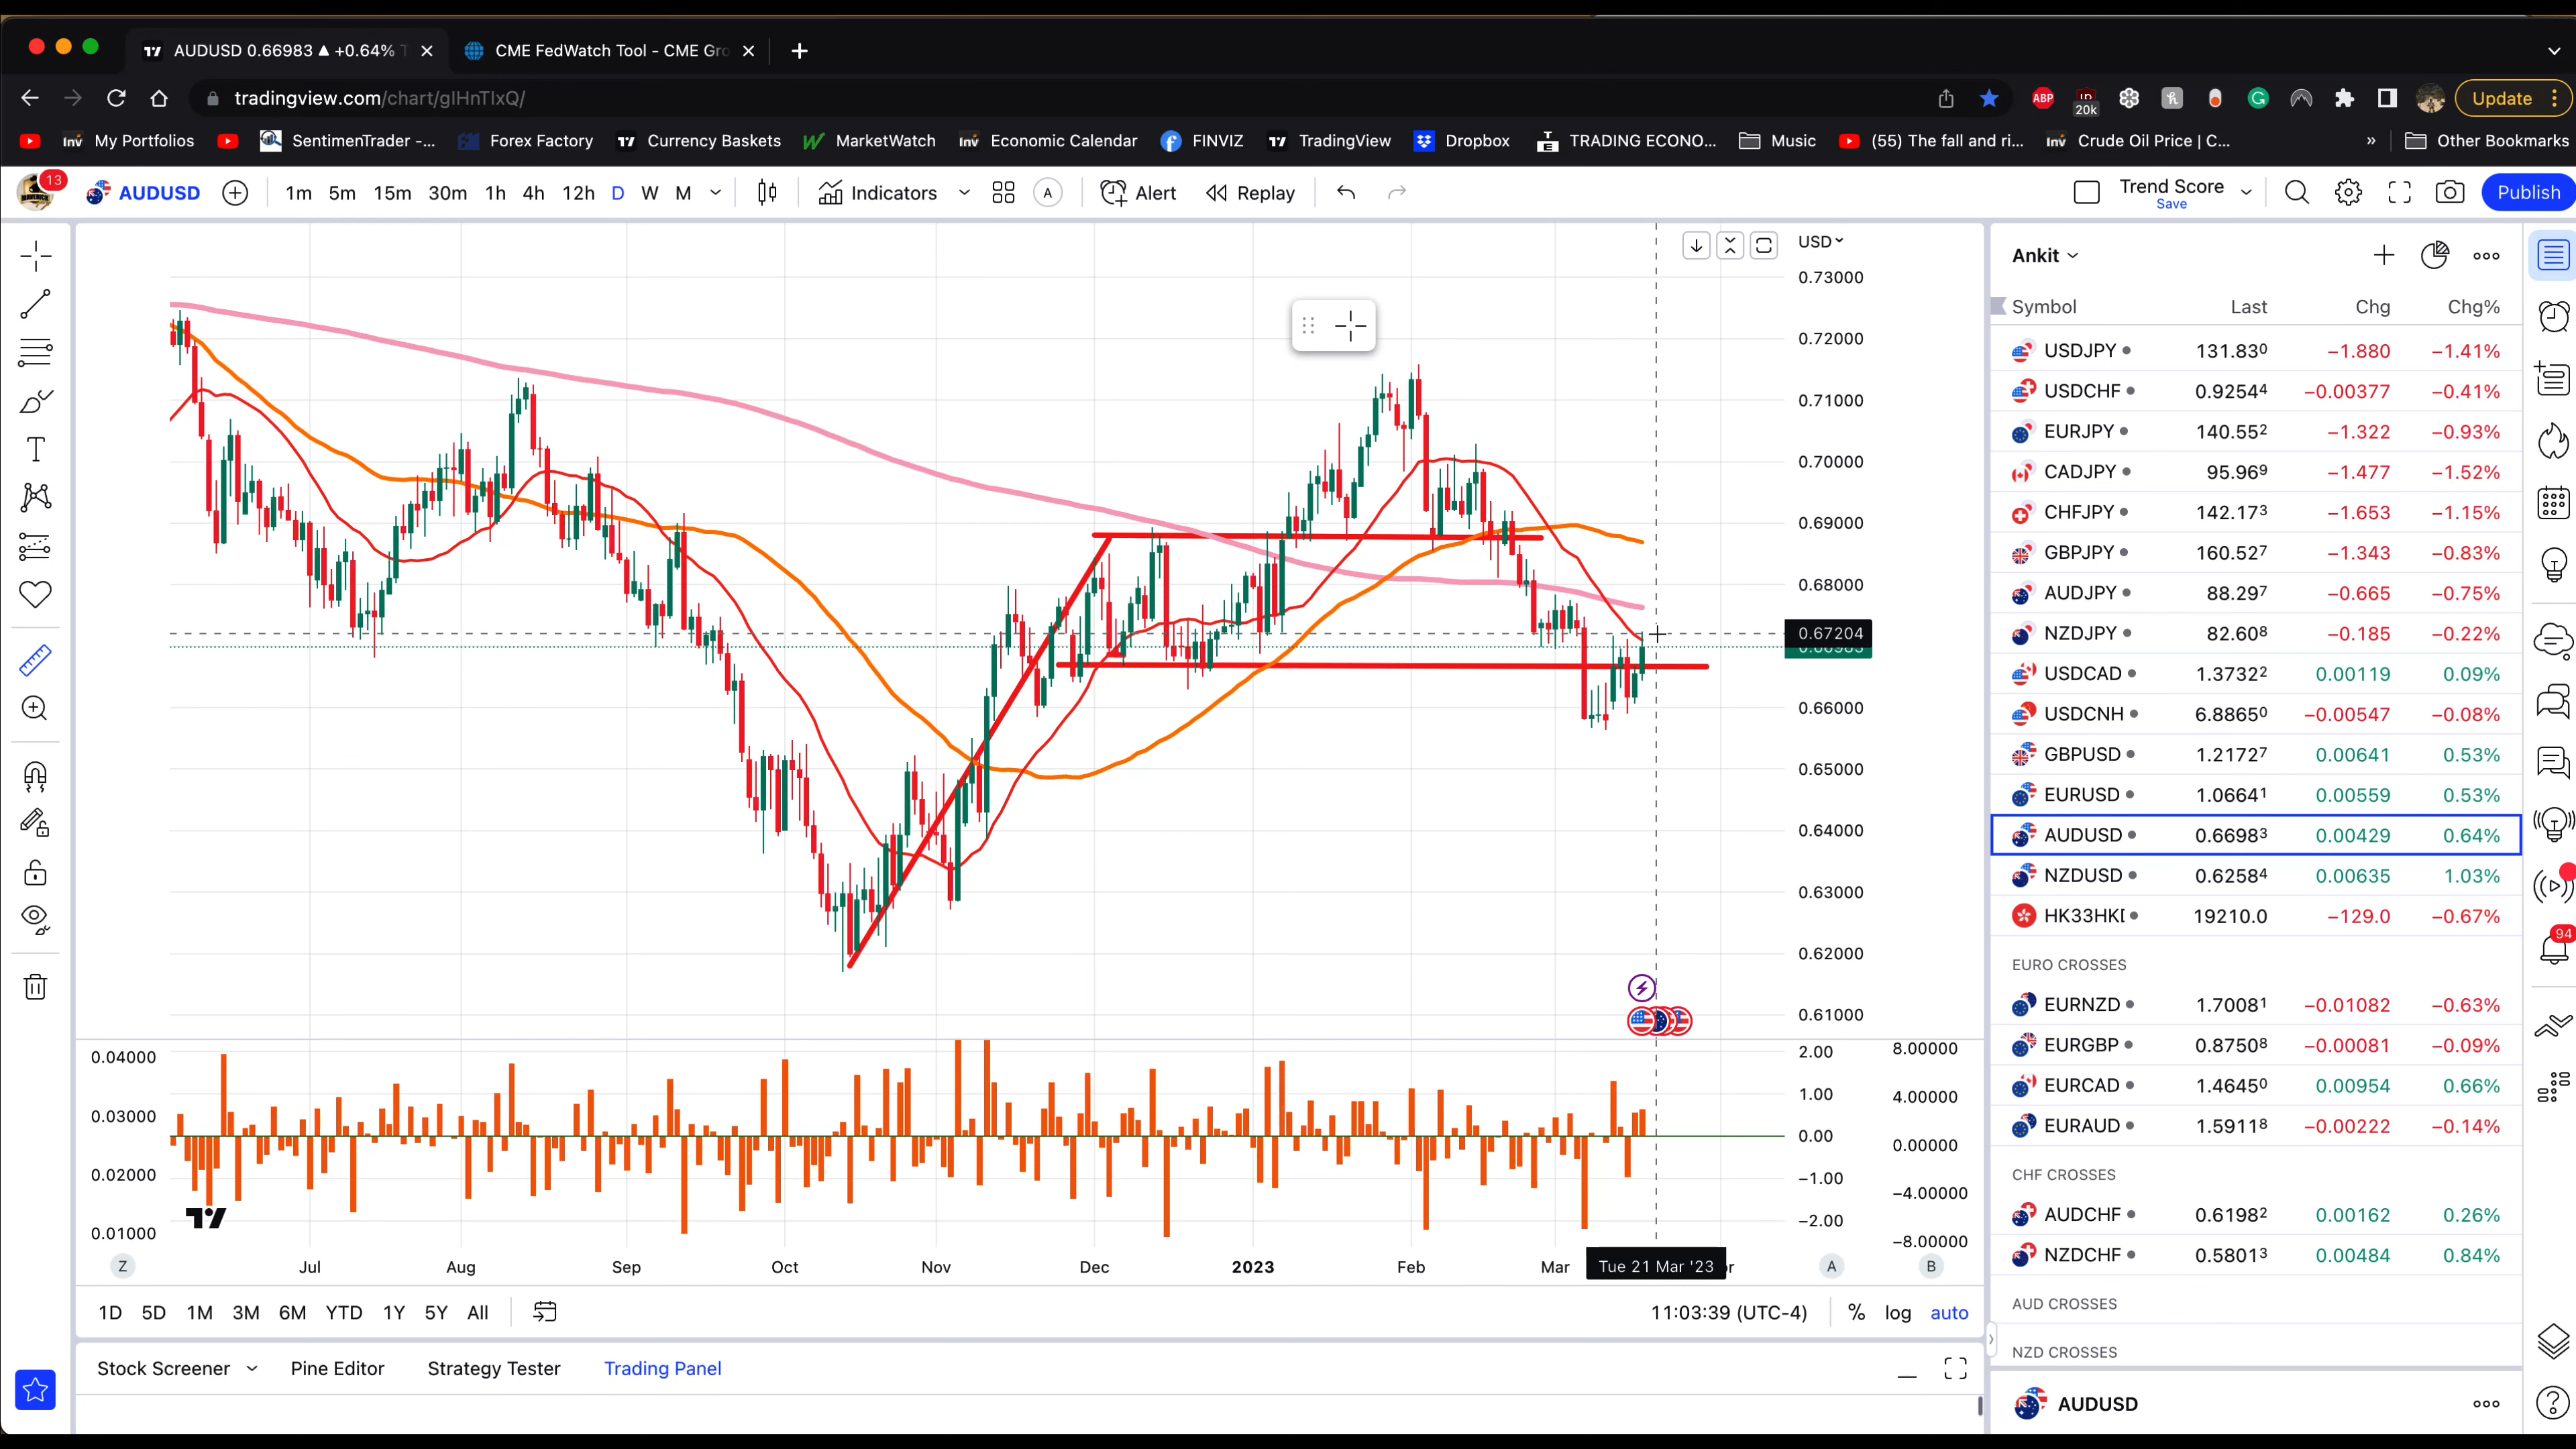 AUDUSD 0.66983 ▲ +0.64%
CME FedWatch Tool - CME Gro
tradingview.com/chart/gIHnTIxQ/
ABP 20k Update
Inv My Portfolios SentimenTrader -... Forex Factory Currency Baskets MarketWatch Inv Economic Calendar FINVIZ TradingView Dropbox TRADING ECONO... Music (55) The fall and ri... Inv Crude Oil Price | C... » Other Bookmarks
13 AUDUSD 1m 5m 15m 30m 1h 4h 12h D W M Indicators A Alert Replay Trend Score Publish
Save
USD
0.73000
0.72000
0.71000
0.70000
0.69000
0.68000
0.67204
0.66983
0.66000
0.65000
0.64000
0.63000
0.62000
0.61000
0.04000 2.00 8.00000
0.03000 1.00 4.00000
0.00 0.00000
0.02000 −1.00 −4.00000
0.01000 −2.00 −8.00000
Z Jul Aug Sep Oct Nov Dec 2023 Feb Mar Tue 21 Mar '23 A B
1D 5D 1M 3M 6M YTD 1Y 5Y All 11:03:39 (UTC-4) % log auto
Stock Screener Pine Editor Strategy Tester Trading Panel
Ankit
Symbol Last Chg Chg%
USDJPY 131.830 −1.880 −1.41%
USDCHF 0.92544 −0.00377 −0.41%
EURJPY 140.552 −1.322 −0.93%
CADJPY 95.969 −1.477 −1.52%
CHFJPY 142.173 −1.653 −1.15%
GBPJPY 160.527 −1.343 −0.83%
AUDJPY 88.297 −0.665 −0.75%
NZDJPY 82.608 −0.185 −0.22%
USDCAD 1.37322 0.00119 0.09%
USDCNH 6.88650 −0.00547 −0.08%
GBPUSD 1.21727 0.00641 0.53%
EURUSD 1.06641 0.00559 0.53%
AUDUSD 0.66983 0.00429 0.64%
NZDUSD 0.62584 0.00635 1.03%
HK33HKD 19210.0 −129.0 −0.67%
EURO CROSSES
EURNZD 1.70081 −0.01082 −0.63%
EURGBP 0.87508 −0.00081 −0.09%
EURCAD 1.46450 0.00954 0.66%
EURAUD 1.59118 −0.00222 −0.14%
CHF CROSSES
AUDCHF 0.61982 0.00162 0.26%
NZDCHF 0.58013 0.00484 0.84%
AUD CROSSES
NZD CROSSES
AUDUSD
94